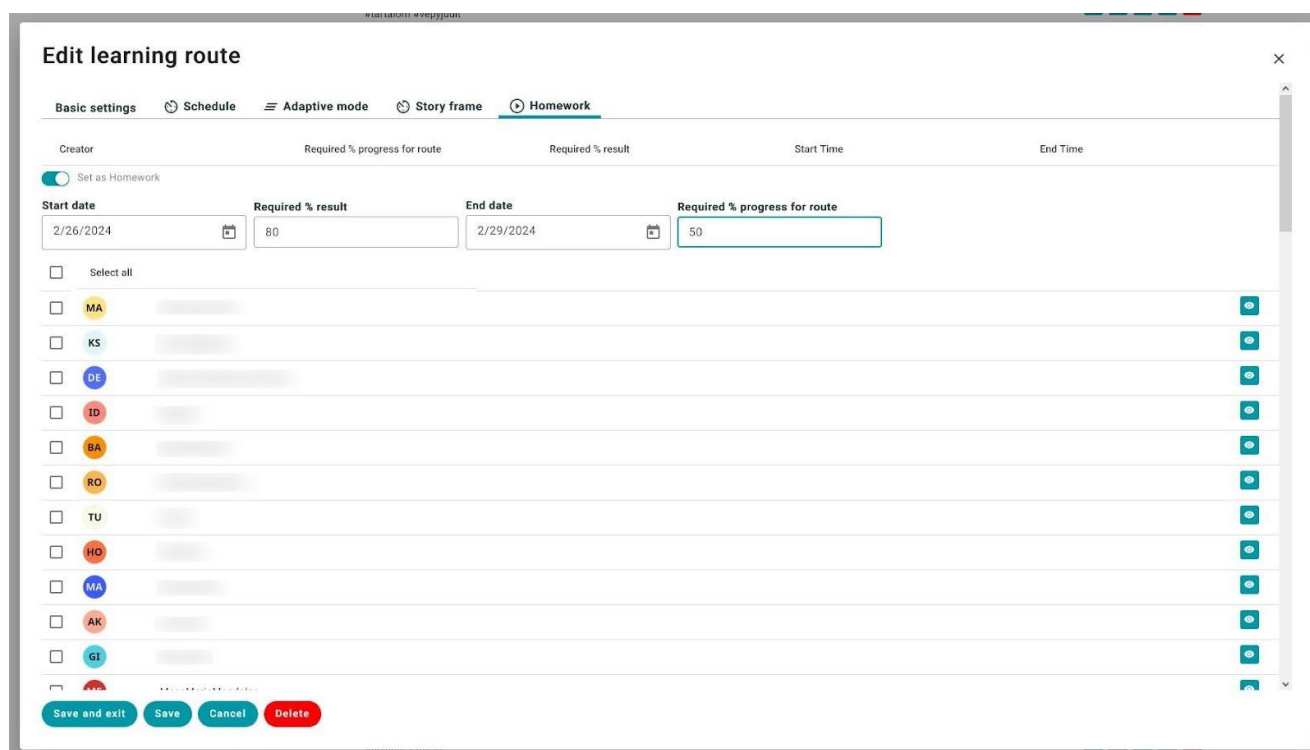 #tartalom #vepyjudit
Edit learning route
Basic settings Schedule Adaptive mode Story frame Homework
Creator Required % progress for route Required % result Start Time End Time
Set as Homework
Start date Required % result End date Required % progress for route
2/26/2024 80 2/29/2024 50
Select all
MA
KS
DE
ID
BA
RO
TU
HO
MA
AK
GI
Save and exit Save Cancel Delete